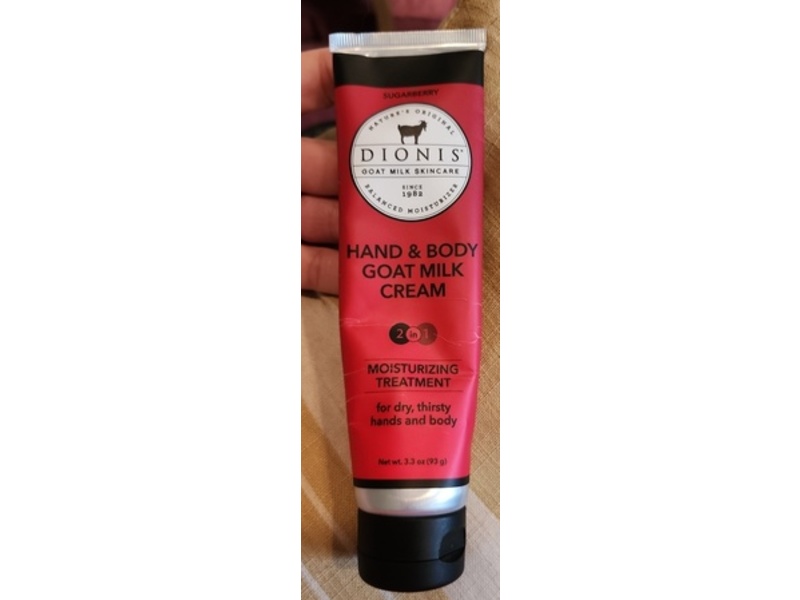 SUGARBERRY
NATURE'S ORIGINAL
DIONIS®
GOAT MILK SKINCARE
SINCE
1982
BALANCED MOISTURIZER
HAND & BODY
GOAT MILK
CREAM
2 in 1
MOISTURIZING
TREATMENT
for dry, thirsty
hands and body
Net wt. 3.3 oz (93 g)